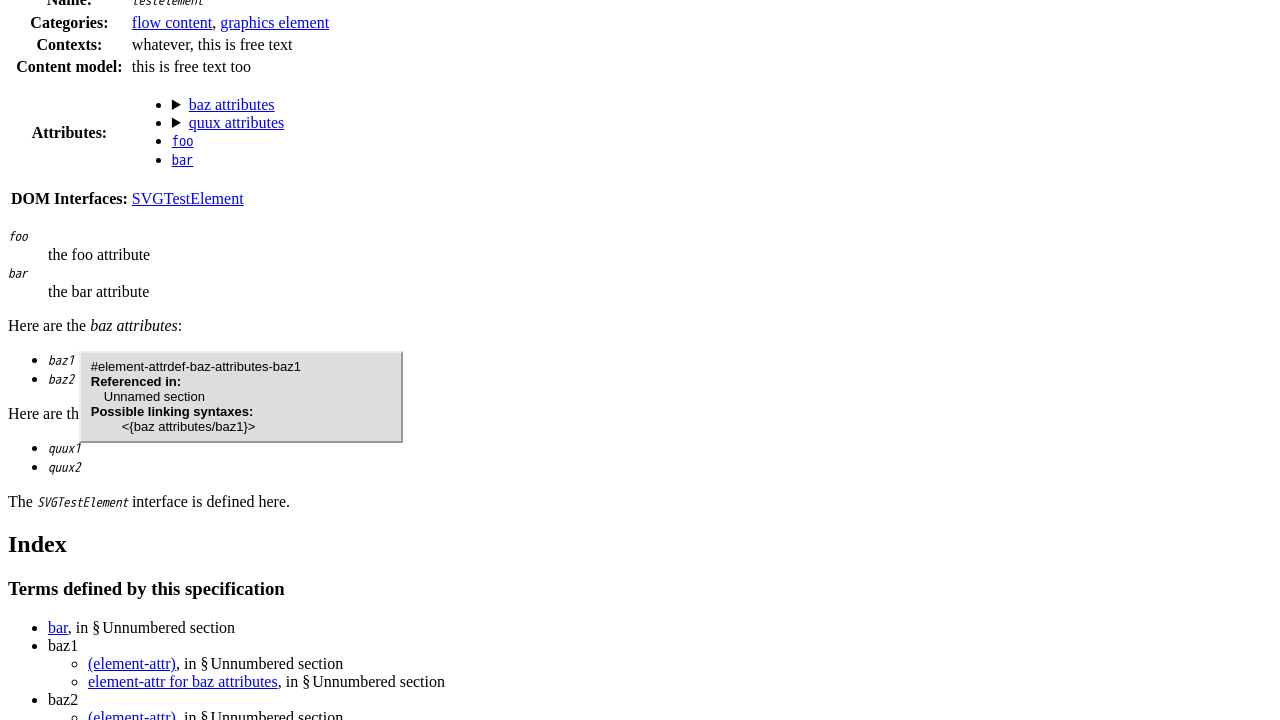 Name: testelement
Categories: flow content, graphics element
Contexts: whatever, this is free text
Content model: this is free text too
Attributes:
▶ baz attributes
▶ quux attributes
foo
bar
DOM Interfaces: SVGTestElement
foo
the foo attribute
bar
the bar attribute
Here are the baz attributes:
baz1
baz2
#element-attrdef-baz-attributes-baz1
Referenced in:
Unnamed section
Possible linking syntaxes:
<{baz attributes/baz1}>
Here are th
quux1
quux2
The SVGTestElement interface is defined here.
Index
Terms defined by this specification
bar, in § Unnumbered section
baz1
(element-attr), in § Unnumbered section
element-attr for baz attributes, in § Unnumbered section
baz2
(element-attr), in § Unnumbered section